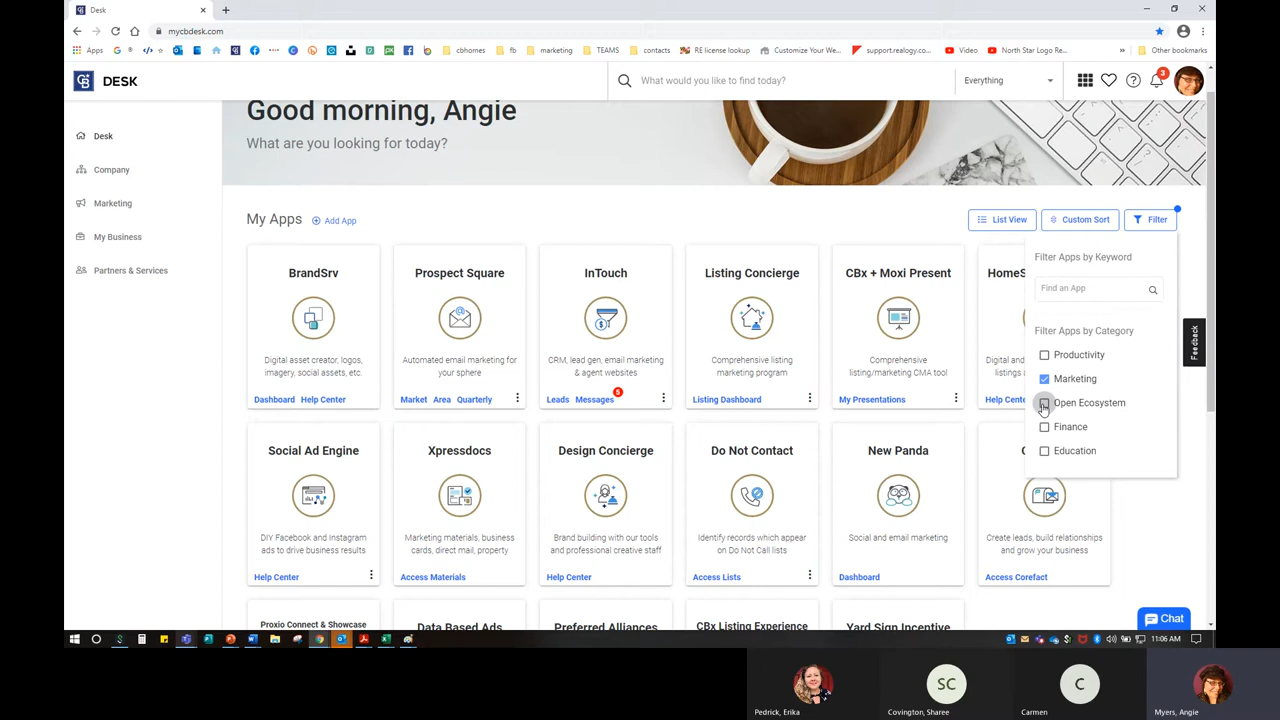 Desk
mycbdesk.com
Apps
cbhomes
fb
marketing
TEAMS
contacts
RE license lookup
Customize Your We...
support.realogy.com...
Video
North Star Logo Re...
»
Other bookmarks
CB DESK
What would you like to find today?
Everything
3
Desk
Company
Marketing
My Business
Partners & Services
Good morning, Angie
What are you looking for today?
My Apps
Add App
List View
Custom Sort
Filter
Filter Apps by Keyword
Find an App
Filter Apps by Category
Productivity
Marketing
Open Ecosystem
Finance
Education
Feedback
BrandSrv
Digital asset creator, logos,
imagery, social assets, etc.
Dashboard Help Center
Prospect Square
Automated email marketing for
your sphere
Market Area Quarterly
InTouch
CRM, lead gen, email marketing
& agent websites
Leads Messages 5
Listing Concierge
Comprehensive listing
marketing program
Listing Dashboard
CBx + Moxi Present
Comprehensive
listing/marketing CMA tool
My Presentations
HomeS
Digital and
listings a
Help Cente
Social Ad Engine
DIY Facebook and Instagram
ads to drive business results
Help Center
Xpressdocs
Marketing materials, business
cards, direct mail, property
Access Materials
Design Concierge
Brand building with our tools
and professional creative staff
Help Center
Do Not Contact
Identify records which appear
on Do Not Call lists
Access Lists
New Panda
Social and email marketing
Dashboard
C
Create leads, build relationships
and grow your business
Access Corefact
Proxio Connect & Showcase
Data Based Ads
Preferred Alliances
CBx Listing Experience
Yard Sign Incentive
Chat
11:06 AM
Pedrick, Erika
SC
Covington, Sharee
C
Carmen
Myers, Angie